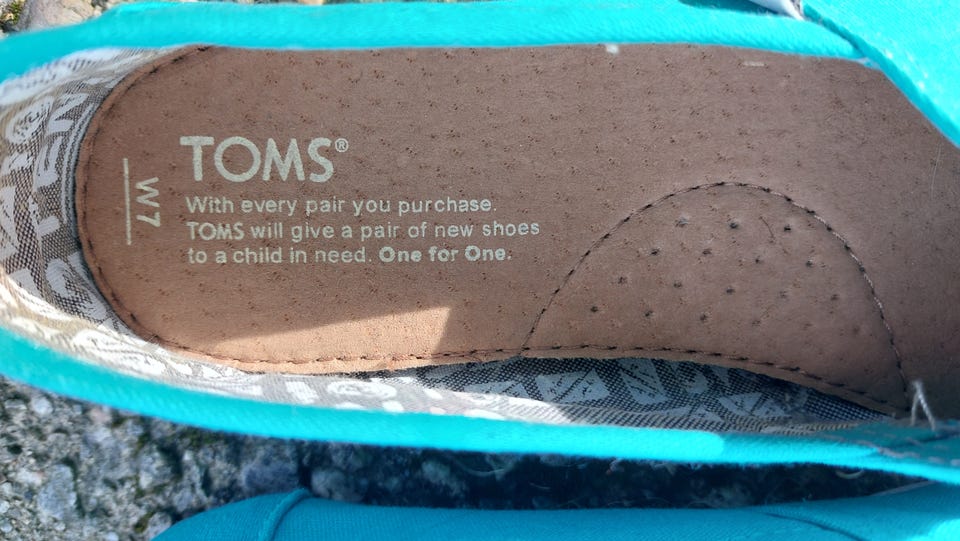 TOMS®
With every pair you purchase.
TOMS will give a pair of new shoes
to a child in need. One for One.
W7